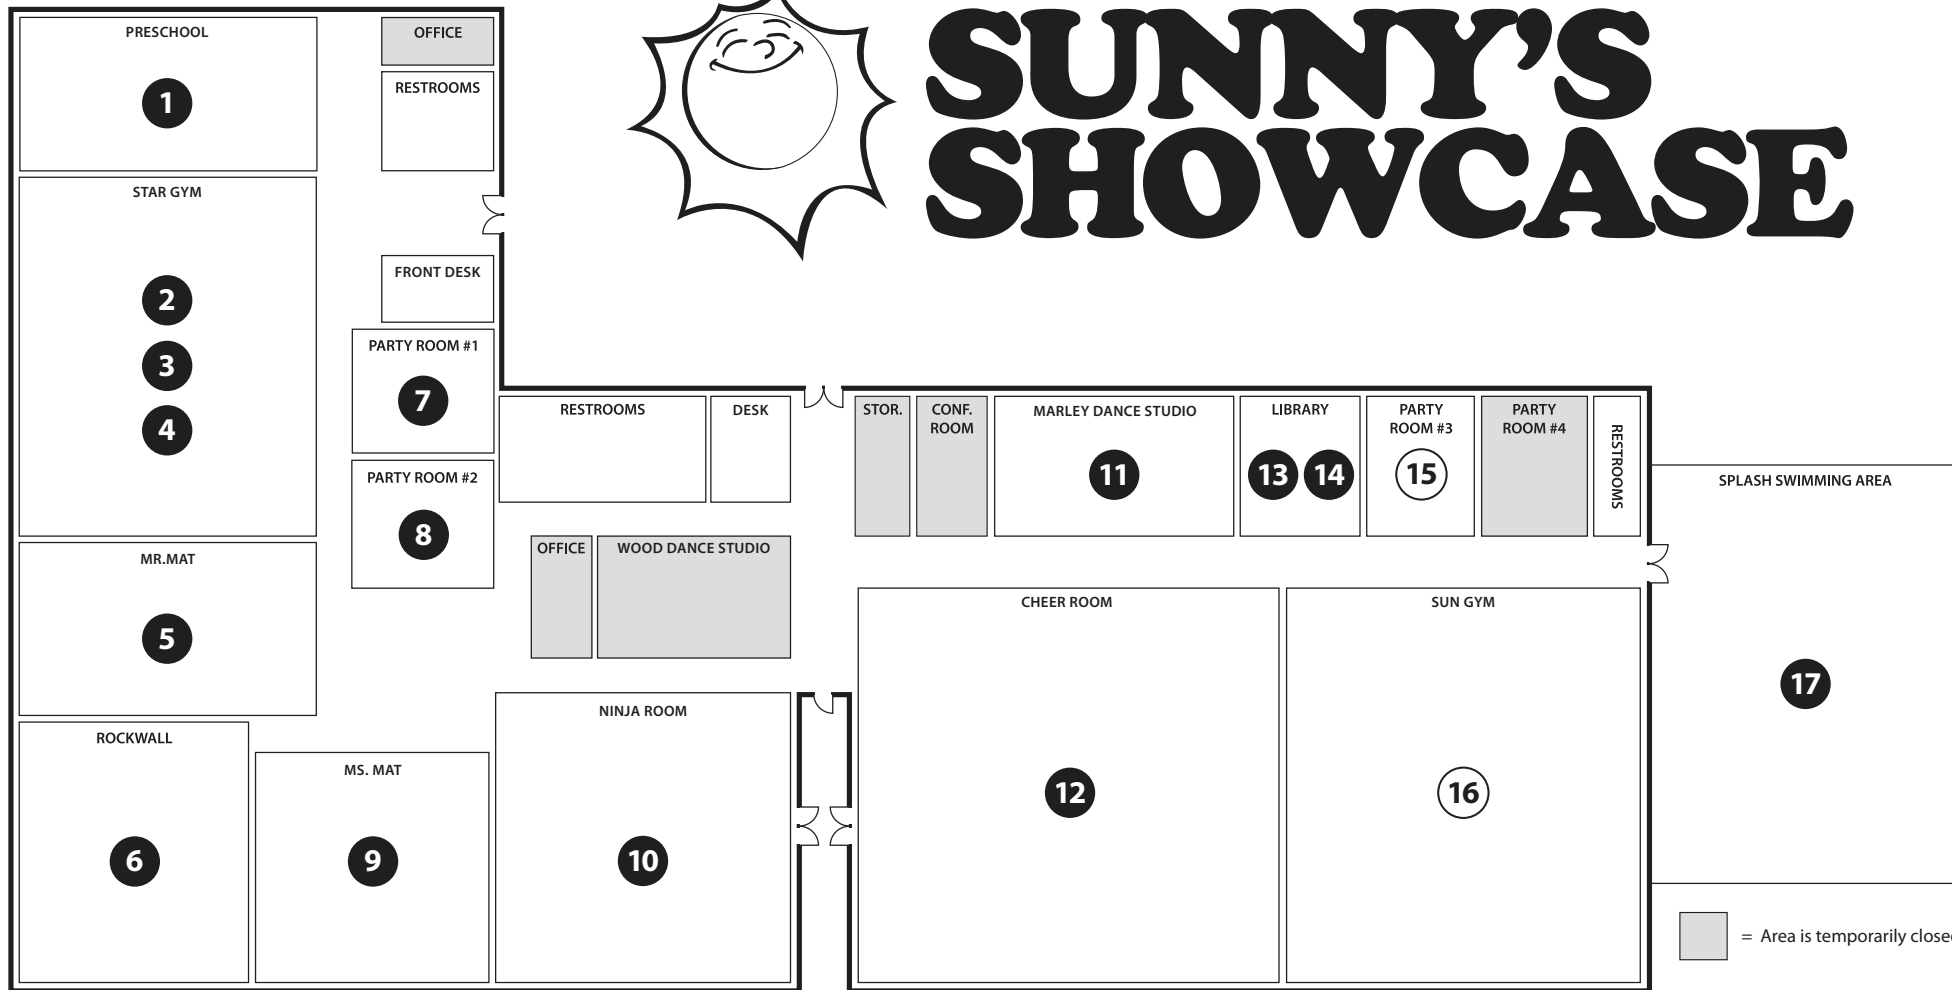 SUNNY'S
SHOWCASE
PRESCHOOL
1
OFFICE
RESTROOMS
STAR GYM
2
3
4
FRONT DESK
PARTY ROOM #1
7
PARTY ROOM #2
8
RESTROOMS
DESK
STOR.
CONF.
ROOM
MARLEY DANCE STUDIO
11
LIBRARY
13 14
PARTY
ROOM #3
15
PARTY
ROOM #4
RESTROOMS
SPLASH SWIMMING AREA
17
MR.MAT
5
OFFICE
WOOD DANCE STUDIO
CHEER ROOM
12
SUN GYM
16
ROCKWALL
6
MS. MAT
9
NINJA ROOM
10
= Area is temporarily closed